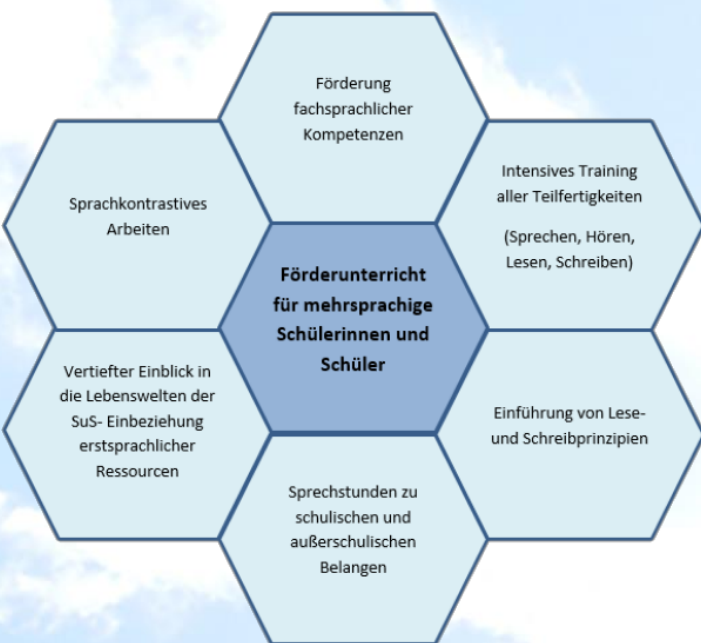 Förderung
fachsprachlicher
Kompetenzen
Sprachkontrastives
Arbeiten
Intensives Training
aller Teilfertigkeiten
(Sprechen, Hören,
Lesen, Schreiben)
Förderunterricht
für mehrsprachige
Schülerinnen und
Schüler
Vertiefter Einblick in
die Lebenswelten der
SuS- Einbeziehung
erstsprachlicher
Ressourcen
Einführung von Lese-
und Schreibprinzipien
Sprechstunden zu
schulischen und
außerschulischen
Belangen